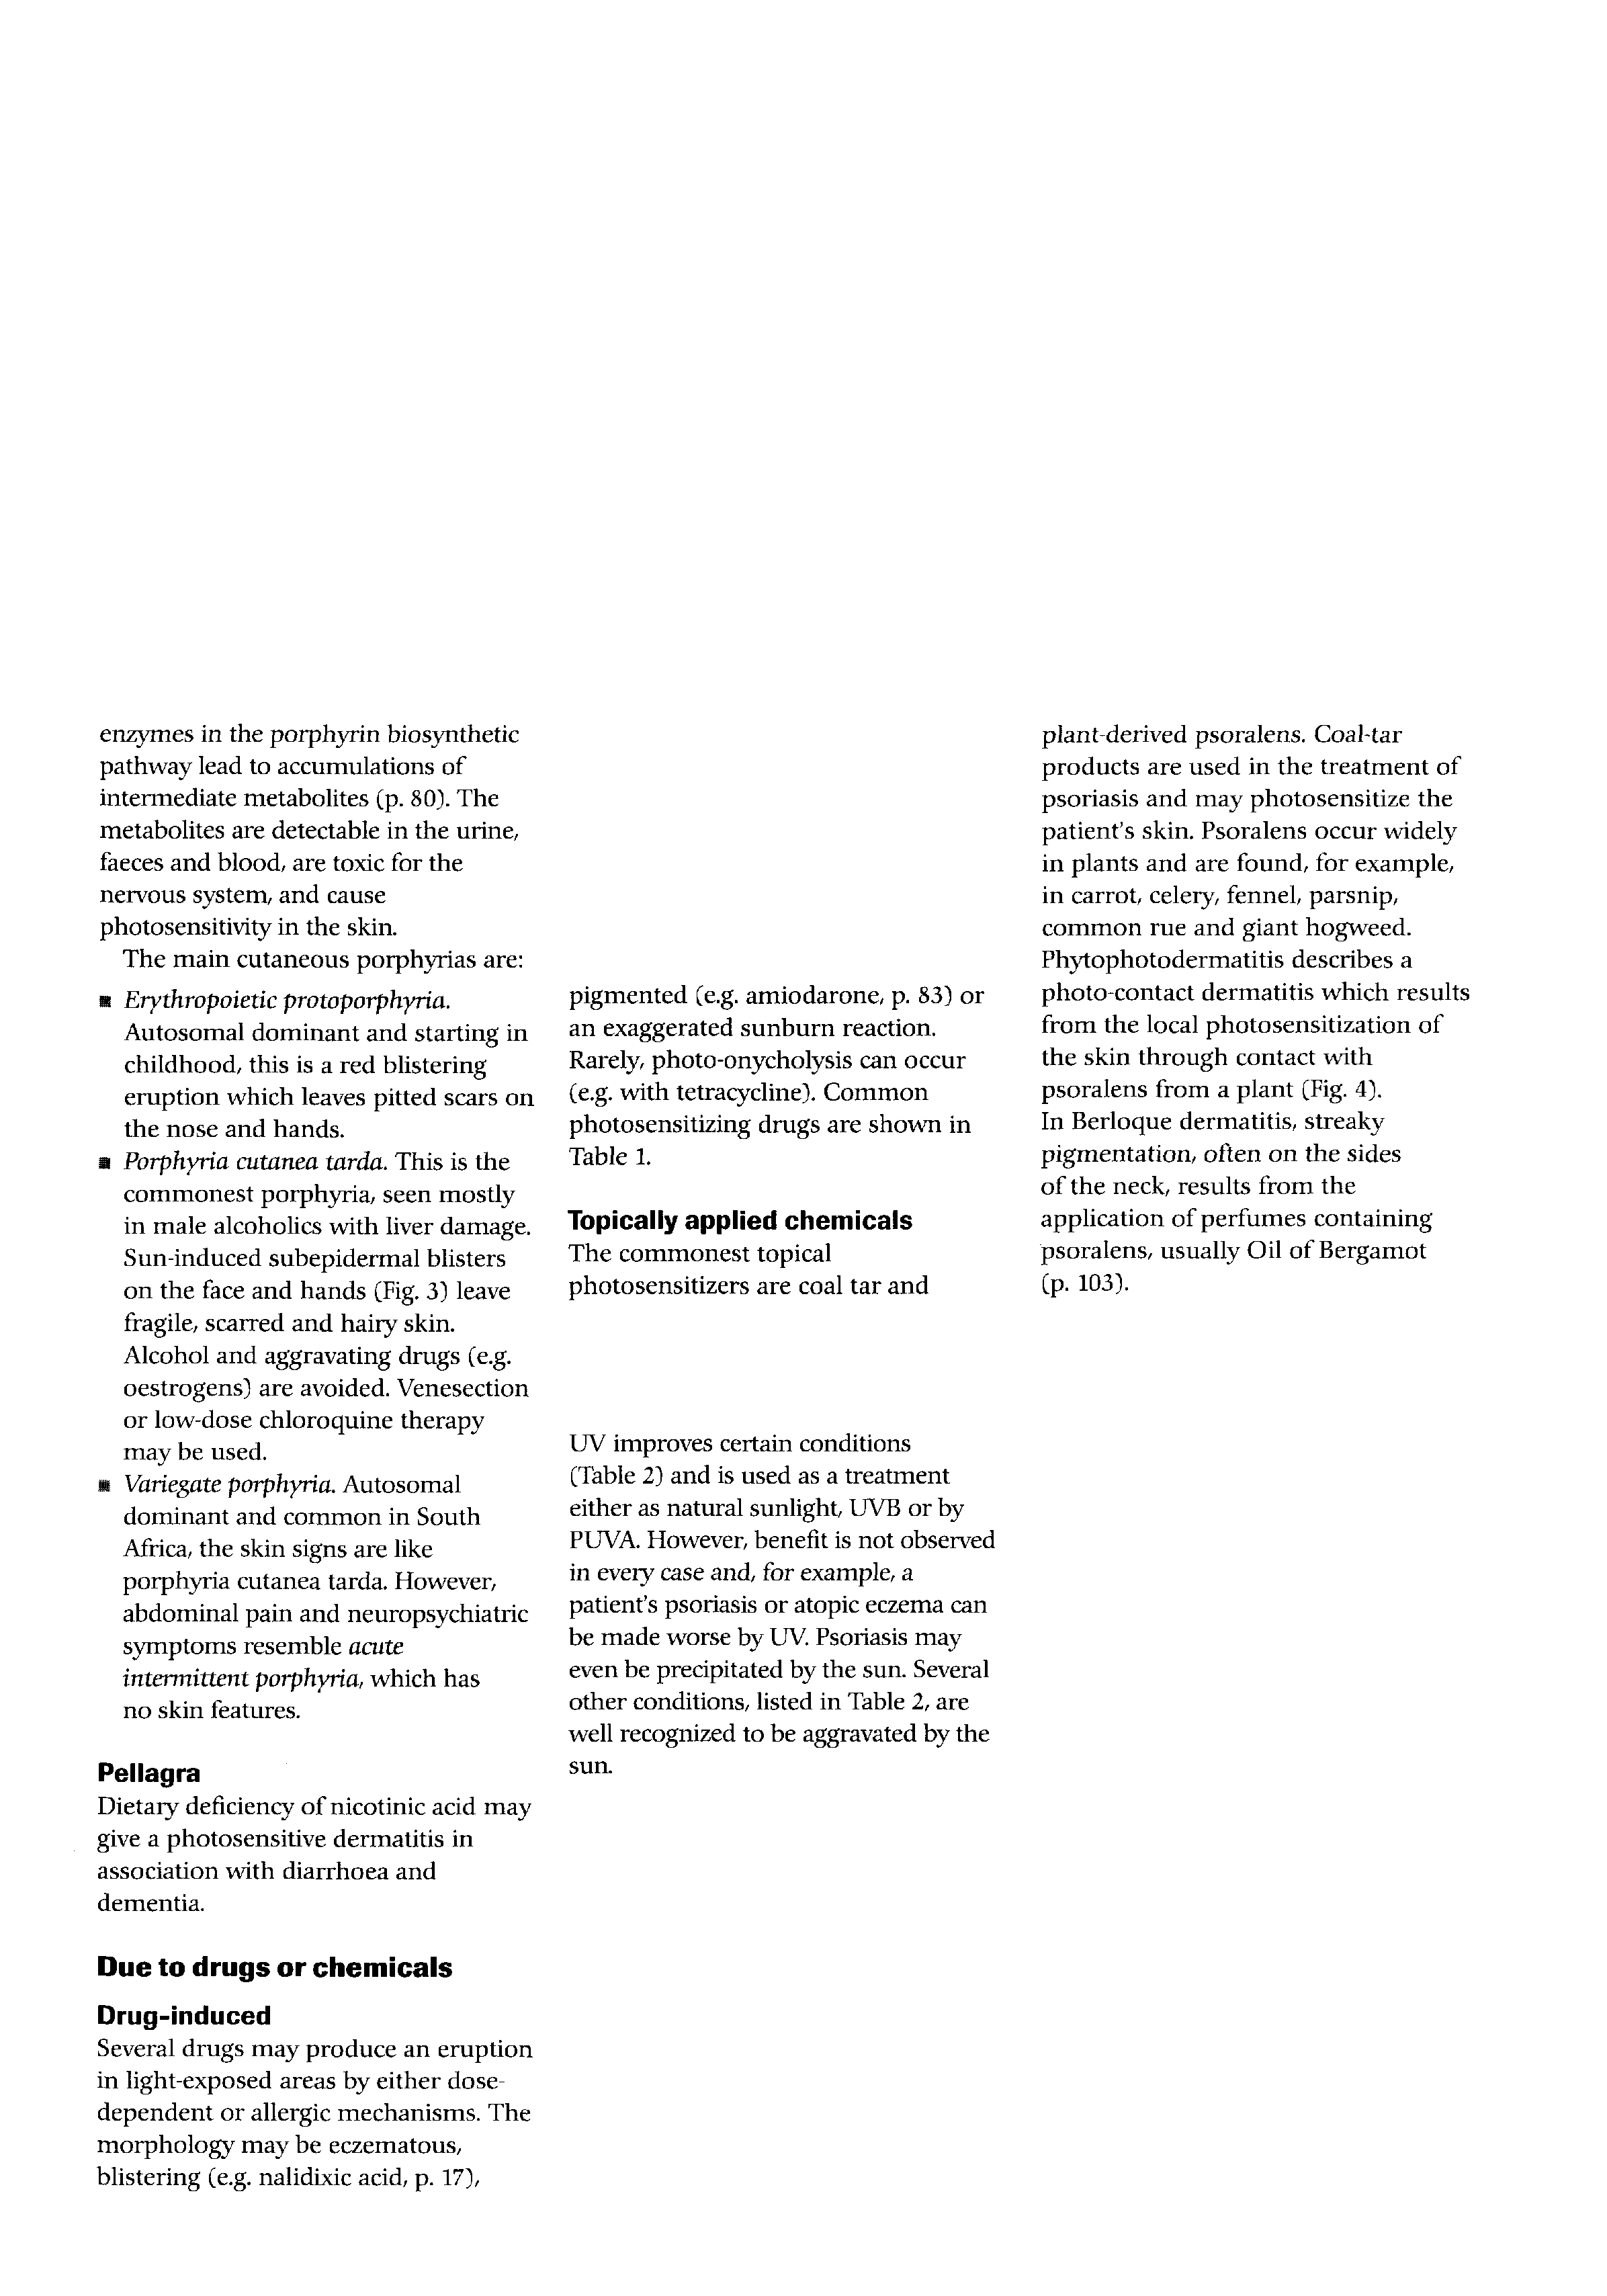 enzymes in the porphyrin biosynthetic
pathway lead to accumulations of
intermediate metabolites (p. 80). The
metabolites are detectable in the urine,
faeces and blood, are toxic for the
nervous system, and cause
photosensitivity in the skin.
The main cutaneous porphyrias are:
■ Erythropoietic protoporphyria.
Autosomal dominant and starting in
childhood, this is a red blistering
eruption which leaves pitted scars on
the nose and hands.
■ Porphyria cutanea tarda. This is the
commonest porphyria, seen mostly
in male alcoholics with liver damage.
Sun-induced subepidermal blisters
on the face and hands (Fig. 3) leave
fragile, scarred and hairy skin.
Alcohol and aggravating drugs (e.g.
oestrogens) are avoided. Venesection
or low-dose chloroquine therapy
may be used.
■ Variegate porphyria. Autosomal
dominant and common in South
Africa, the skin signs are like
porphyria cutanea tarda. However,
abdominal pain and neuropsychiatric
symptoms resemble acute
intermittent porphyria, which has
no skin features.
Pellagra
Dietary deficiency of nicotinic acid may
give a photosensitive dermatitis in
association with diarrhoea and
dementia.
Due to drugs or chemicals
Drug-induced
Several drugs may produce an eruption
in light-exposed areas by either dose-
dependent or allergic mechanisms. The
morphology may be eczematous,
blistering (e.g. nalidixic acid, p. 17),
pigmented (e.g. amiodarone, p. 83) or
an exaggerated sunburn reaction.
Rarely, photo-onycholysis can occur
(e.g. with tetracycline). Common
photosensitizing drugs are shown in
Table 1.
Topically applied chemicals
The commonest topical
photosensitizers are coal tar and
plant-derived psoralens. Coal-tar
products are used in the treatment of
psoriasis and may photosensitize the
patient's skin. Psoralens occur widely
in plants and are found, for example,
in carrot, celery, fennel, parsnip,
common rue and giant hogweed.
Phytophotodermatitis describes a
photo-contact dermatitis which results
from the local photosensitization of
the skin through contact with
psoralens from a plant (Fig. 4).
In Berloque dermatitis, streaky
pigmentation, often on the sides
of the neck, results from the
application of perfumes containing
psoralens, usually Oil of Bergamot
(p. 103).
UV improves certain conditions
(Table 2) and is used as a treatment
either as natural sunlight, UVB or by
PUVA. However, benefit is not observed
in every case and, for example, a
patient's psoriasis or atopic eczema can
be made worse by UV. Psoriasis may
even be precipitated by the sun. Several
other conditions, listed in Table 2, are
well recognized to be aggravated by the
sun.